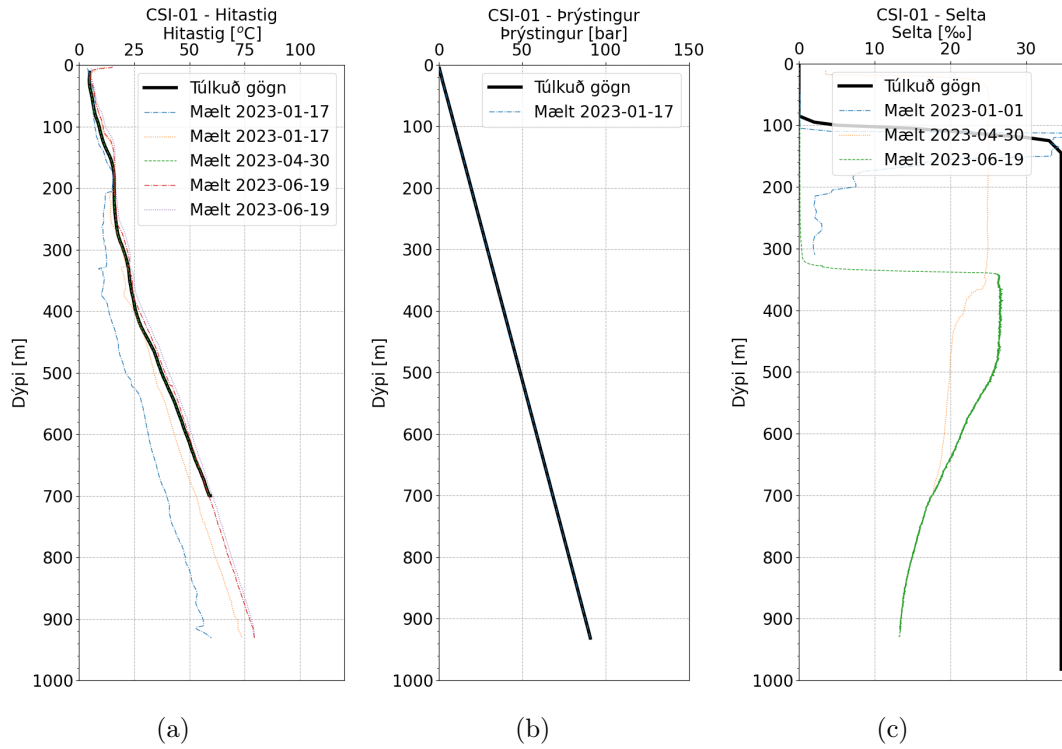 CSI-01 - Hitastig
Hitastig [°C]
0 25 50 75 100
0
100
200
300
400
500
600
700
800
900
1000
Dýpi [m]
Túlkuð gögn
Mælt 2023-01-17
Mælt 2023-01-17
Mælt 2023-04-30
Mælt 2023-06-19
Mælt 2023-06-19
(a)
CSI-01 - Þrýstingur
Þrýstingur [bar]
0 50 100 150
0
100
200
300
400
500
600
700
800
900
1000
Dýpi [m]
Túlkuð gögn
Mælt 2023-01-17
(b)
CSI-01 - Selta
Selta [‰]
0 10 20 30
0
100
200
300
400
500
600
700
800
900
1000
Dýpi [m]
Túlkuð gögn
Mælt 2023-01-01
Mælt 2023-04-30
Mælt 2023-06-19
(c)